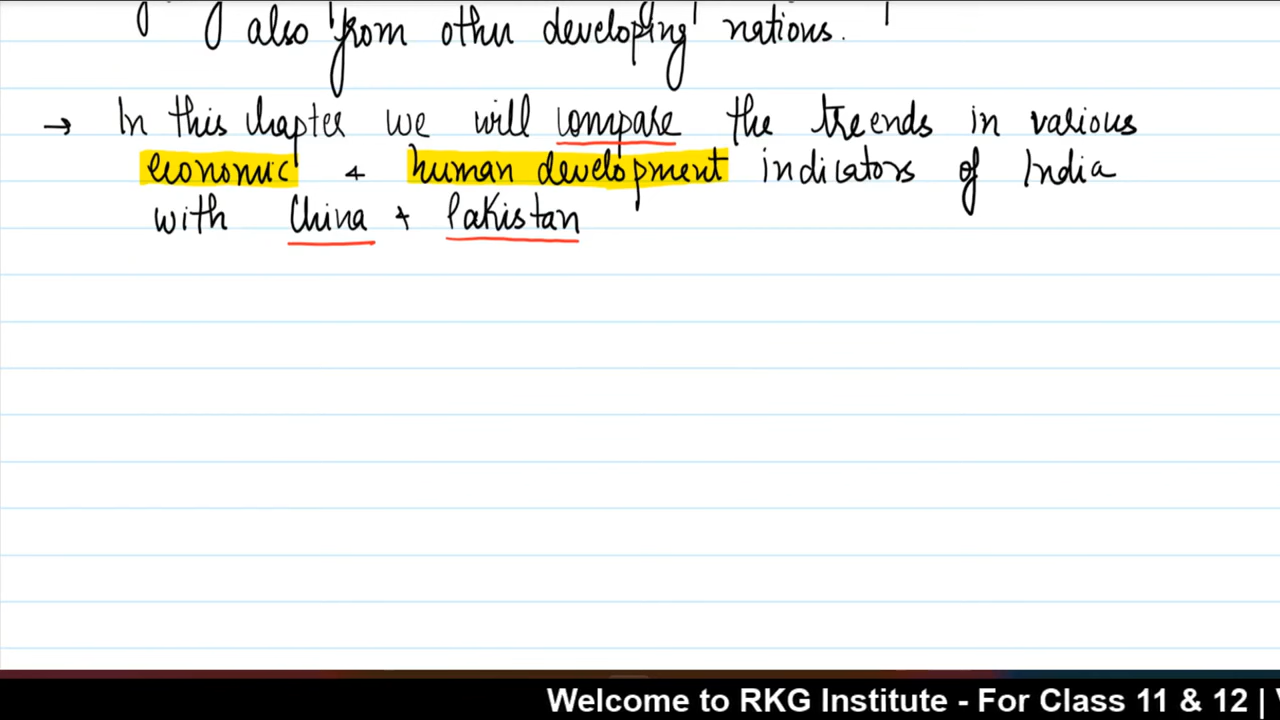 also from other developing nations.
→ In this chapter we will compare the treends in various
economic + human development indicators of India
with China + Pakistan
Welcome to RKG Institute - For Class 11 & 12 |